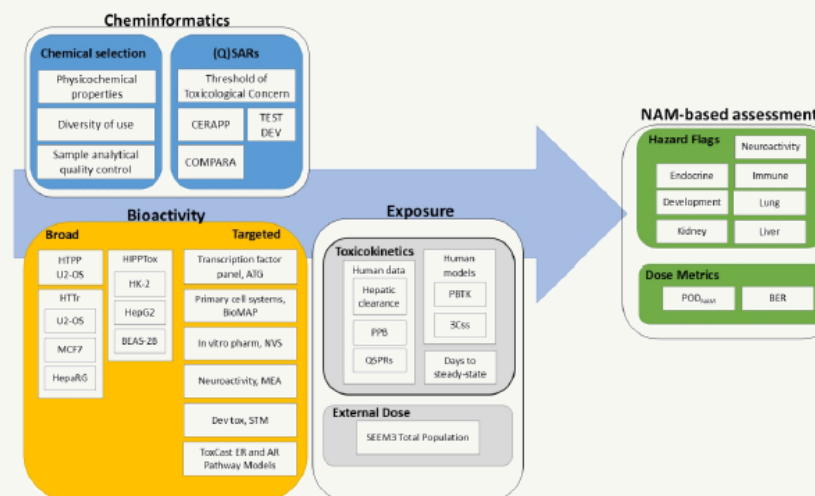 Cheminformatics
Chemical selection
Physicochemical
properties
Diversity of use
Sample analytical
quality control
(Q)SARs
Threshold of
Toxicological Concern
CERAPP
TEST
DEV
COMPARA
Bioactivity
Broad
Targeted
HTPP
U2-OS
HTTr
U2-OS
MCF7
HepaRG
HIPPTox
HK-2
HepG2
BEAS-2B
Transcription factor
panel, ATG
Primary cell systems,
BioMAP
In vitro pharm, NVS
Neuroactivity, MEA
Dev tox, STM
ToxCast ER and AR
Pathway Models
Exposure
Toxicokinetics
Human data
Hepatic
clearance
PPB
QSPRs
Human
models
PBTK
3Css
Days to
steady-state
External Dose
SEEM3 Total Population
NAM-based assessment
Hazard Flags
Neuroactivity
Endocrine
Immune
Development
Lung
Kidney
Liver
Dose Metrics
POD_NAM
BER